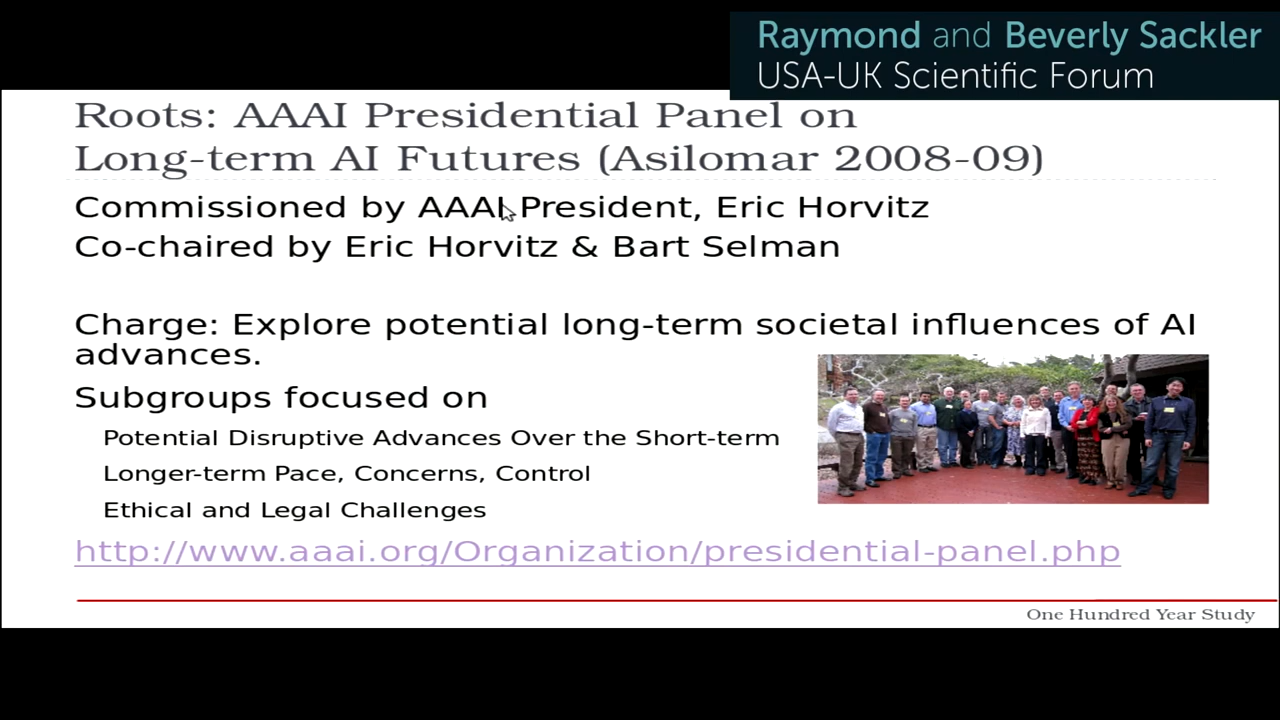 Raymond and Beverly Sackler
USA-UK Scientific Forum
Roots: AAAI Presidential Panel on
Long-term AI Futures (Asilomar 2008-09)
Commissioned by AAAI President, Eric Horvitz
Co-chaired by Eric Horvitz & Bart Selman
Charge: Explore potential long-term societal influences of AI
advances.
Subgroups focused on
Potential Disruptive Advances Over the Short-term
Longer-term Pace, Concerns, Control
Ethical and Legal Challenges
http://www.aaai.org/Organization/presidential-panel.php
One Hundred Year Study